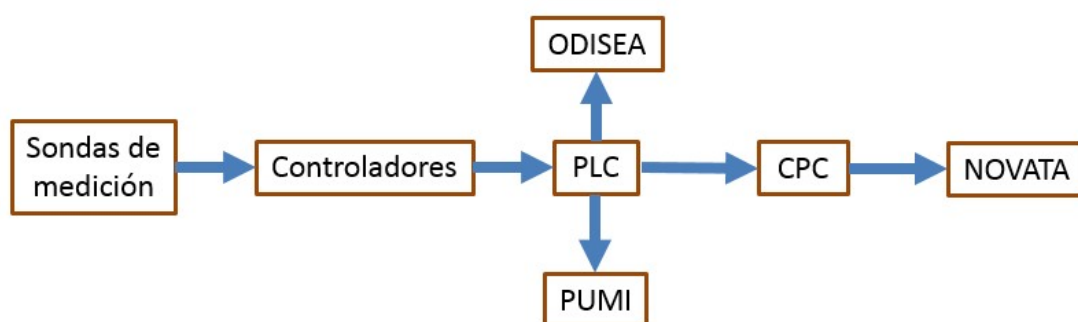 ODISEA
Sondas de
medición
Controladores
PLC
CPC
NOVATA
PUMI